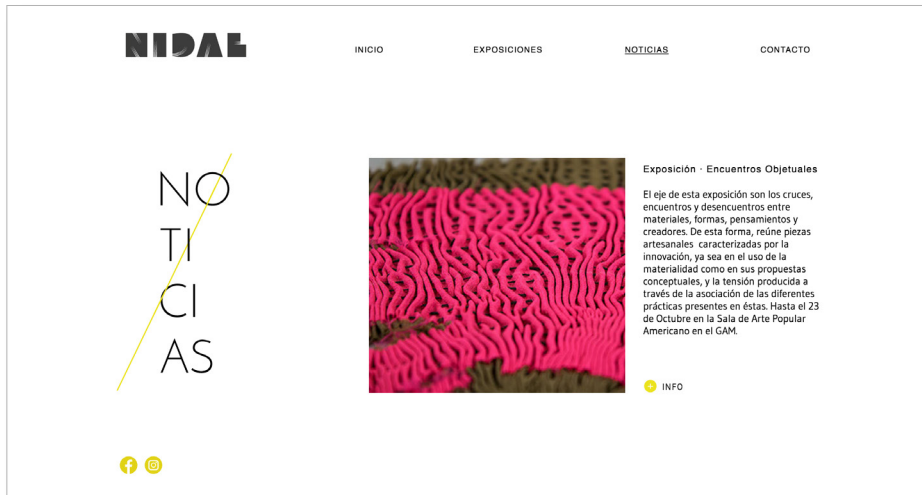 NIDAE
INICIO
EXPOSICIONES
NOTICIAS
CONTACTO
NO
TI
CI
AS
Exposición · Encuentros Objetuales
El eje de esta exposición son los cruces,
encuentros y desencuentros entre
materiales, formas, pensamientos y
creadores. De esta forma, reúne piezas
artesanales caracterizadas por la
innovación, ya sea en el uso de la
materialidad como en sus propuestas
conceptuales, y la tensión producida a
través de la asociación de las diferentes
prácticas presentes en éstas. Hasta el 23
de Octubre en la Sala de Arte Popular
Americano en el GAM.
INFO